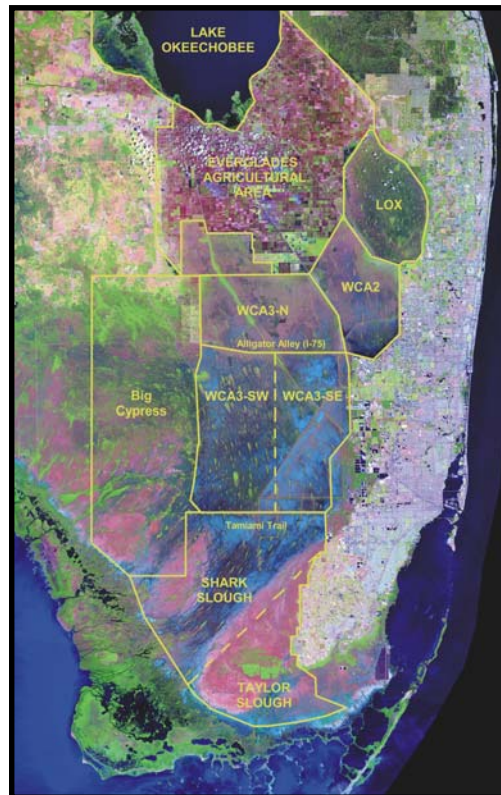 LAKE
OKEECHOBEE
EVERGLADES
AGRICULTURAL
AREA
LOX
WCA2
WCA3-N
Alligator Alley (I-75)
Big
Cypress
WCA3-SW
WCA3-SE
Tamiami Trail
SHARK
SLOUGH
TAYLOR
SLOUGH